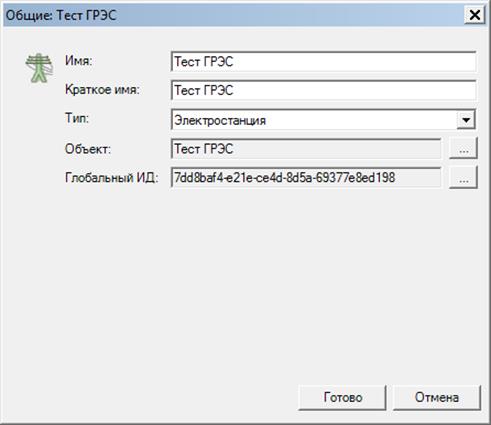 Общие: Тест ГРЭС
Имя: Тест ГРЭС
Краткое имя: Тест ГРЭС
Тип: Электростанция
Объект: Тест ГРЭС ...
Глобальный ИД: 7dd8baf4-e21e-ce4d-8d5a-69377e8ed198 ...
Готово Отмена